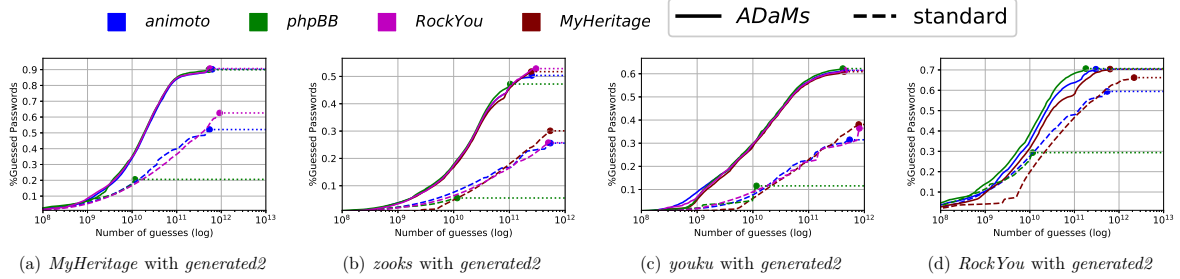 animoto phpBB RockYou MyHeritage ADaMs standard
%Guessed Passwords
0.9
0.8
0.7
0.6
0.5
0.4
0.3
0.2
0.1
10^8 10^9 10^10 10^11 10^12 10^13
Number of guesses (log)
(a) MyHeritage with generated2
%Guessed Passwords
0.5
0.4
0.3
0.2
0.1
10^8 10^9 10^10 10^11 10^12
Number of guesses (log)
(b) zooks with generated2
%Guessed Passwords
0.6
0.5
0.4
0.3
0.2
0.1
10^8 10^9 10^10 10^11 10^12
Number of guesses (log)
(c) youku with generated2
%Guessed Passwords
0.7
0.6
0.5
0.4
0.3
0.2
0.1
10^8 10^9 10^10 10^11 10^12 10^13
Number of guesses (log)
(d) RockYou with generated2